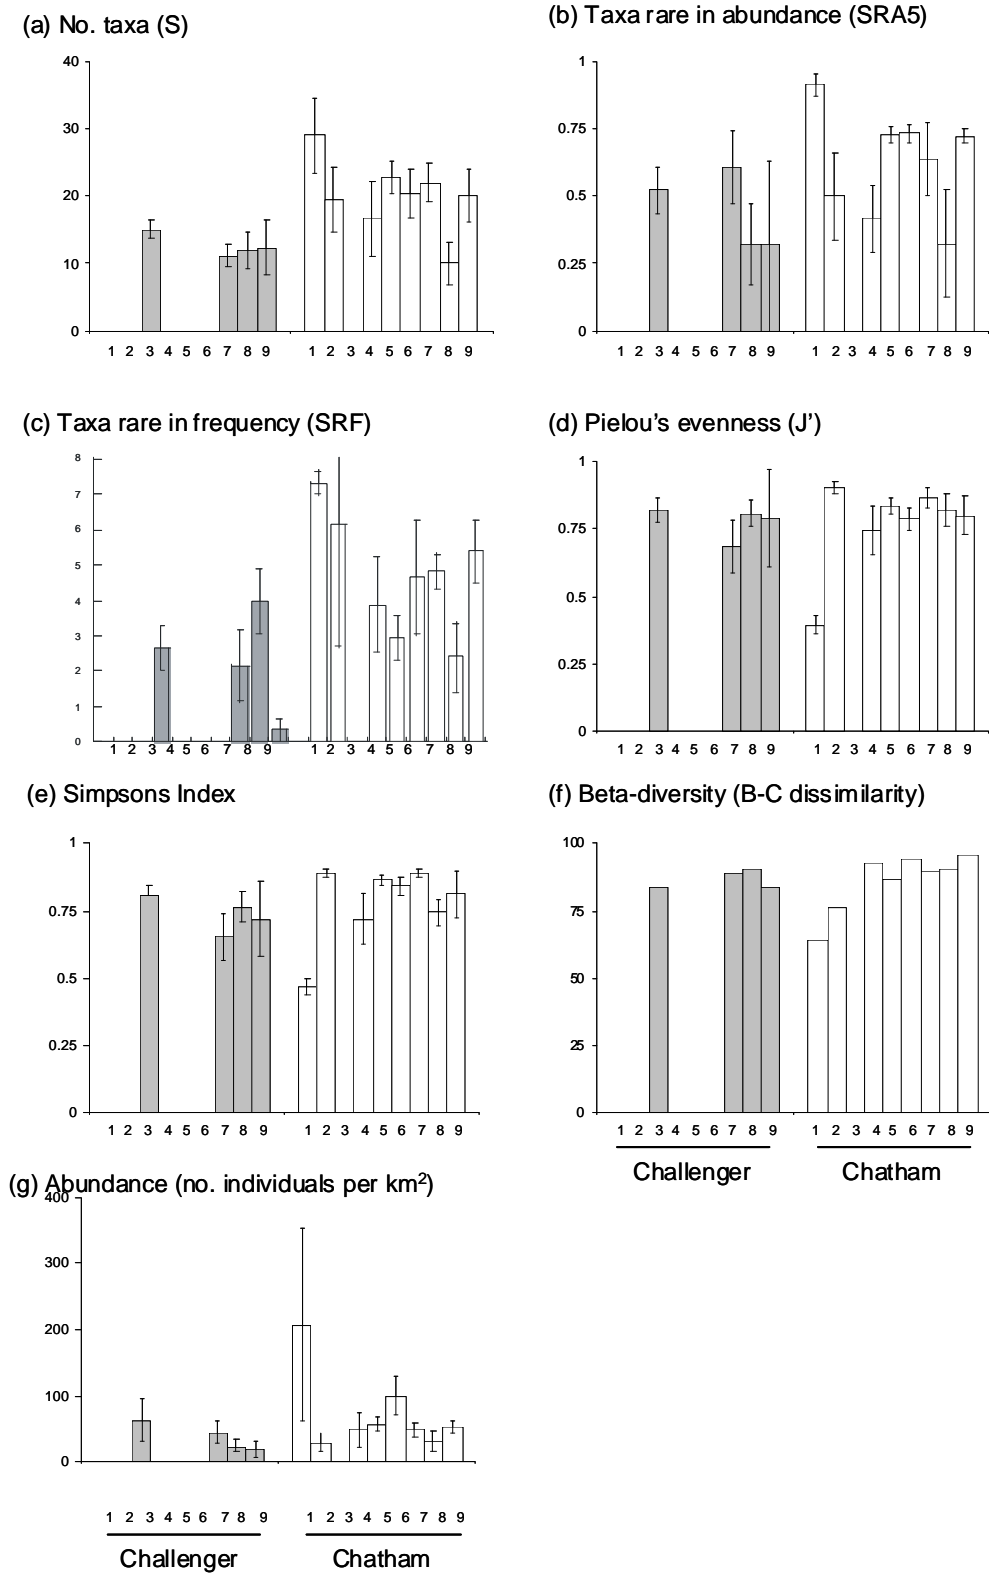 (a) No. taxa (S)
40
30
20
10
0
1 2 3 4 5 6 7 8 9 1 2 3 4 5 6 7 8 9
(b) Taxa rare in abundance (SRA5)
1
0.75
0.5
0.25
0
1 2 3 4 5 6 7 8 9 1 2 3 4 5 6 7 8 9
(c) Taxa rare in frequency (SRF)
8
7
6
5
4
3
2
1
0
1 2 3 4 5 6 7 8 9 1 2 3 4 5 6 7 8 9
(d) Pielou's evenness (J')
1
0.75
0.5
0.25
0
1 2 3 4 5 6 7 8 9 1 2 3 4 5 6 7 8 9
(e) Simpsons Index
1
0.75
0.5
0.25
0
1 2 3 4 5 6 7 8 9 1 2 3 4 5 6 7 8 9
(f) Beta-diversity (B-C dissimilarity)
100
75
50
25
0
1 2 3 4 5 6 7 8 9 1 2 3 4 5 6 7 8 9
Challenger Chatham
(g) Abundance (no. individuals per km²)
400
300
200
100
0
1 2 3 4 5 6 7 8 9 1 2 3 4 5 6 7 8 9
Challenger Chatham